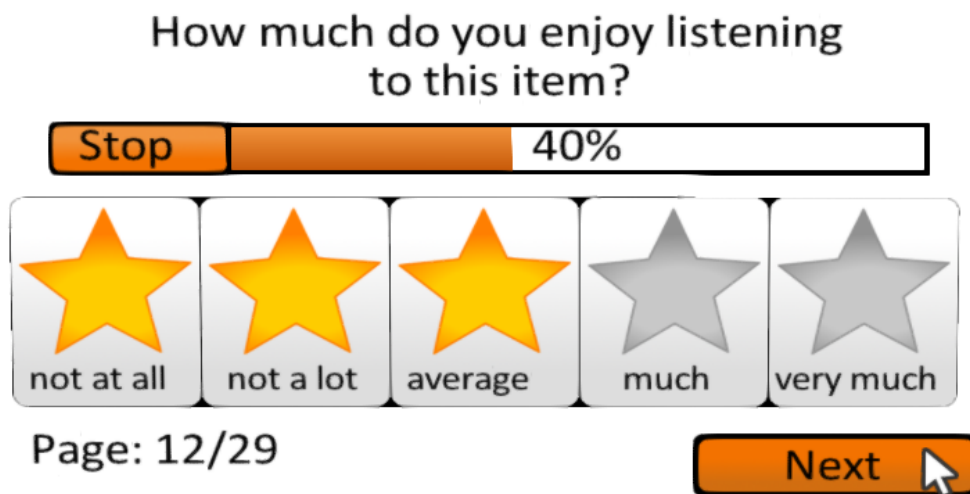 How much do you enjoy listening
to this item?
Stop 40%
not at all not a lot average much very much
Page: 12/29
Next